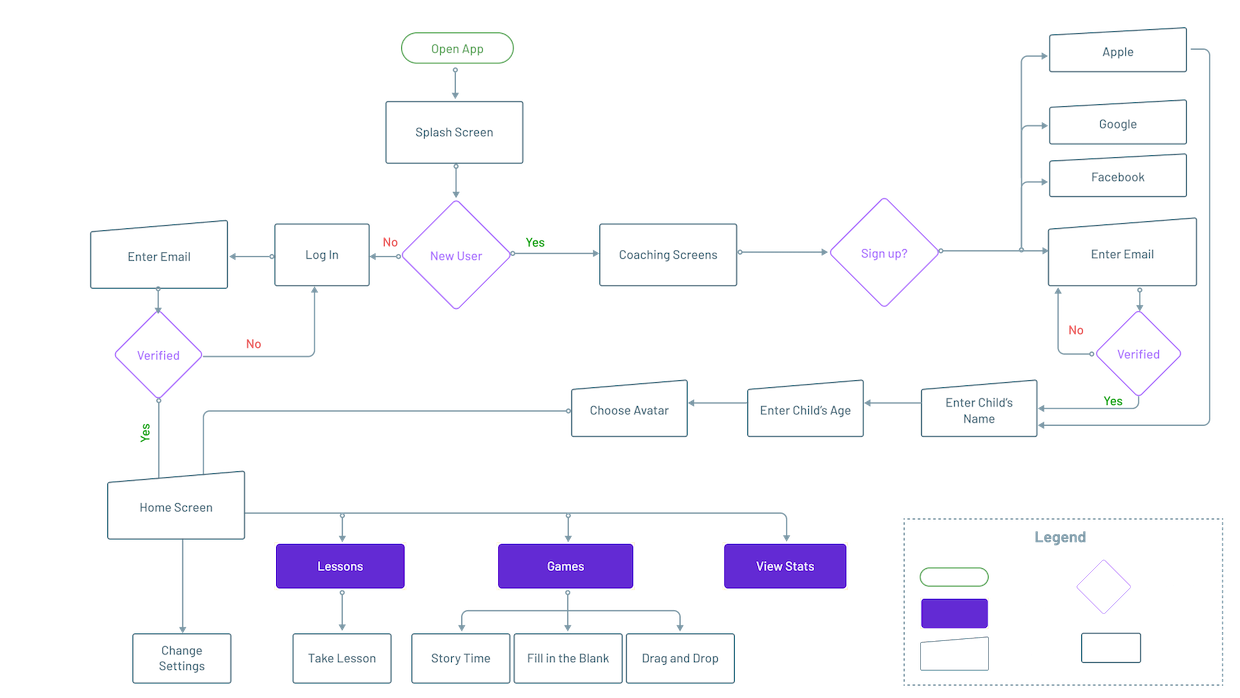 Open App
Apple
Splash Screen
Google
Facebook
No
Yes
Enter Email
Log In
New User
Coaching Screens
Sign up?
Enter Email
No
No
Verified
Verified
Yes
Choose Avatar
Enter Child's Age
Enter Child's
Name
Yes
Home Screen
Legend
Lessons
Games
View Stats
Change
Settings
Take Lesson
Story Time
Fill in the Blank
Drag and Drop